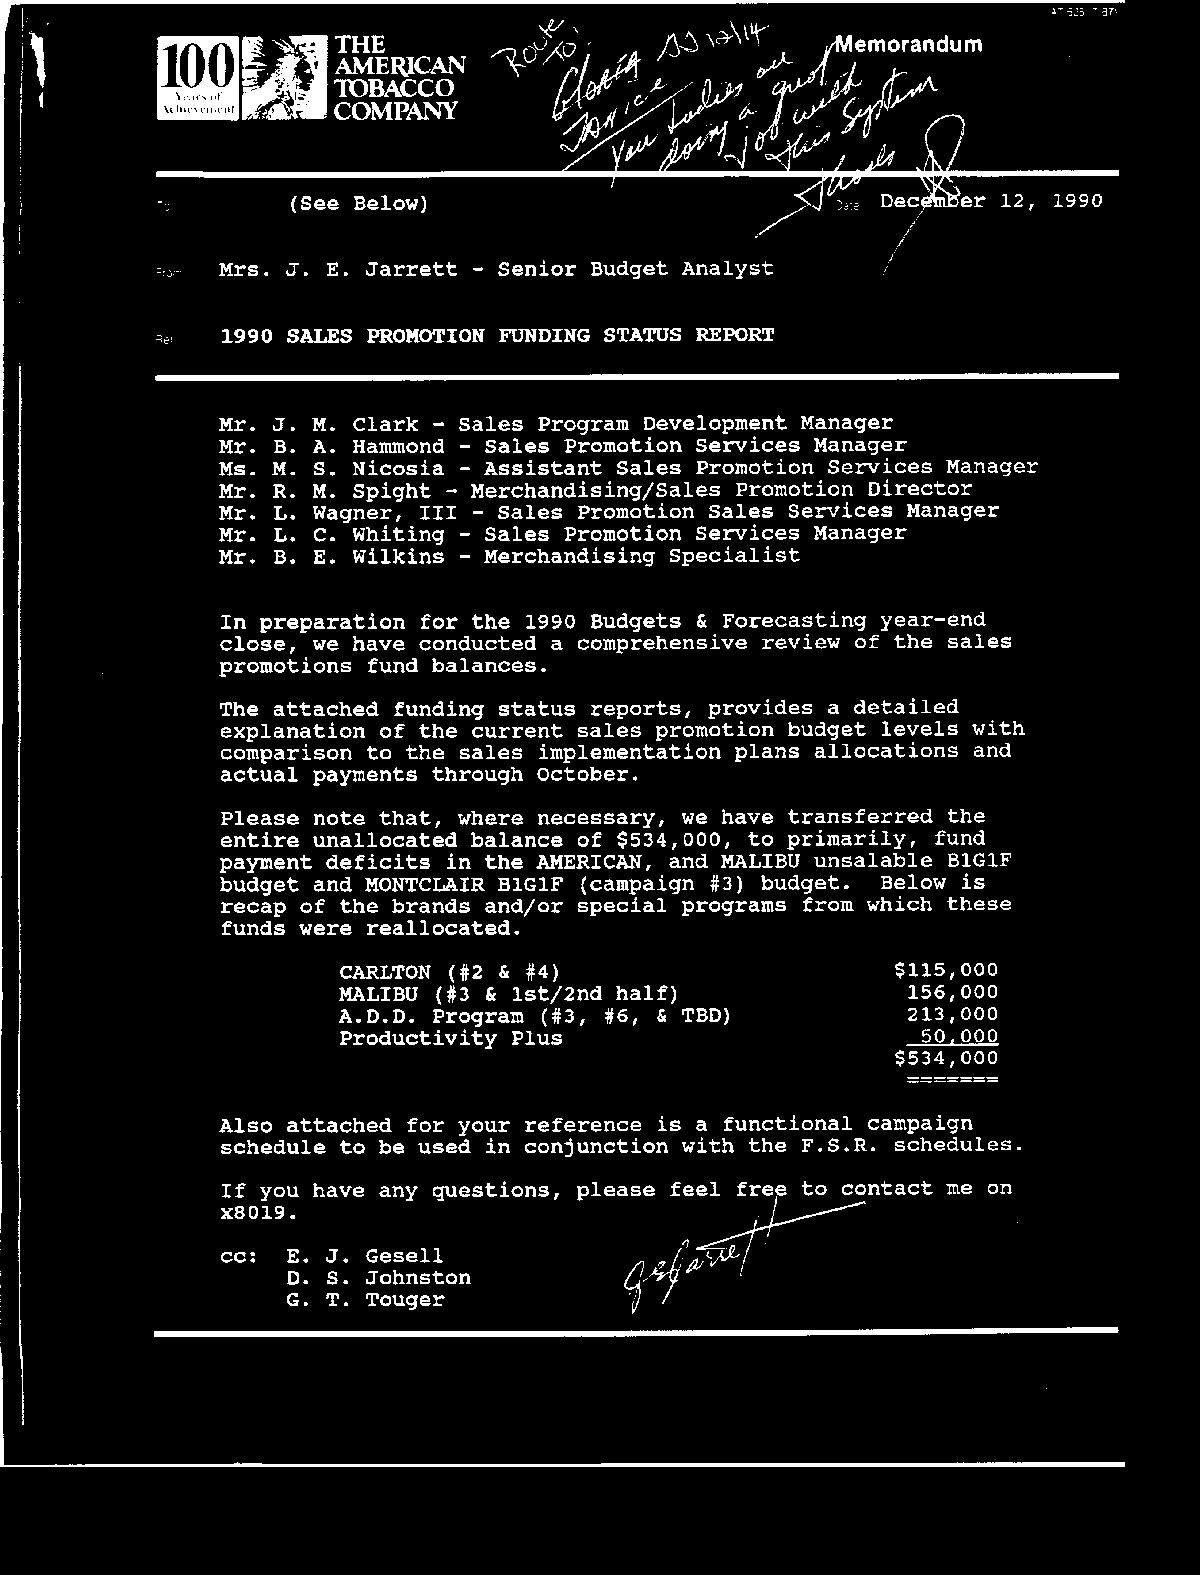 100
Years of
Achievement
THE
AMERICAN
TOBACCO
COMPANY
Route
To:
GLORIA JJ 12/14
JANICE
You ladies are
doing a great
job with
this System
Thanks
Memorandum
To (See Below)
Date December 12, 1990
From Mrs. J. E. Jarrett - Senior Budget Analyst
Re: 1990 SALES PROMOTION FUNDING STATUS REPORT
Mr. J. M. Clark - Sales Program Development Manager
Mr. B. A. Hammond - Sales Promotion Services Manager
Ms. M. S. Nicosia - Assistant Sales Promotion Services Manager
Mr. R. M. Spight - Merchandising/Sales Promotion Director
Mr. L. Wagner, III - Sales Promotion Sales Services Manager
Mr. L. C. Whiting - Sales Promotion Services Manager
Mr. B. E. Wilkins - Merchandising Specialist
In preparation for the 1990 Budgets & Forecasting year-end
close, we have conducted a comprehensive review of the sales
promotions fund balances.
The attached funding status reports, provides a detailed
explanation of the current sales promotion budget levels with
comparison to the sales implementation plans allocations and
actual payments through October.
Please note that, where necessary, we have transferred the
entire unallocated balance of $534,000, to primarily, fund
payment deficits in the AMERICAN, and MALIBU unsalable B1G1F
budget and MONTCLAIR B1G1F (campaign #3) budget. Below is
recap of the brands and/or special programs from which these
funds were reallocated.
CARLTON (#2 & #4) $115,000
MALIBU (#3 & 1st/2nd half) 156,000
A.D.D. Program (#3, #6, & TBD) 213,000
Productivity Plus 50,000
$534,000
=======
Also attached for your reference is a functional campaign
schedule to be used in conjunction with the F.S.R. schedules.
If you have any questions, please feel free to contact me on
x8019.
JEJarrett
cc: E. J. Gesell
D. S. Johnston
G. T. Touger